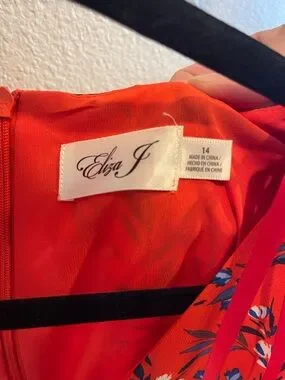 Eliza J
14
MADE IN CHINA/
HECHO EN CHINA/
FABRIQUÉ EN CHINE